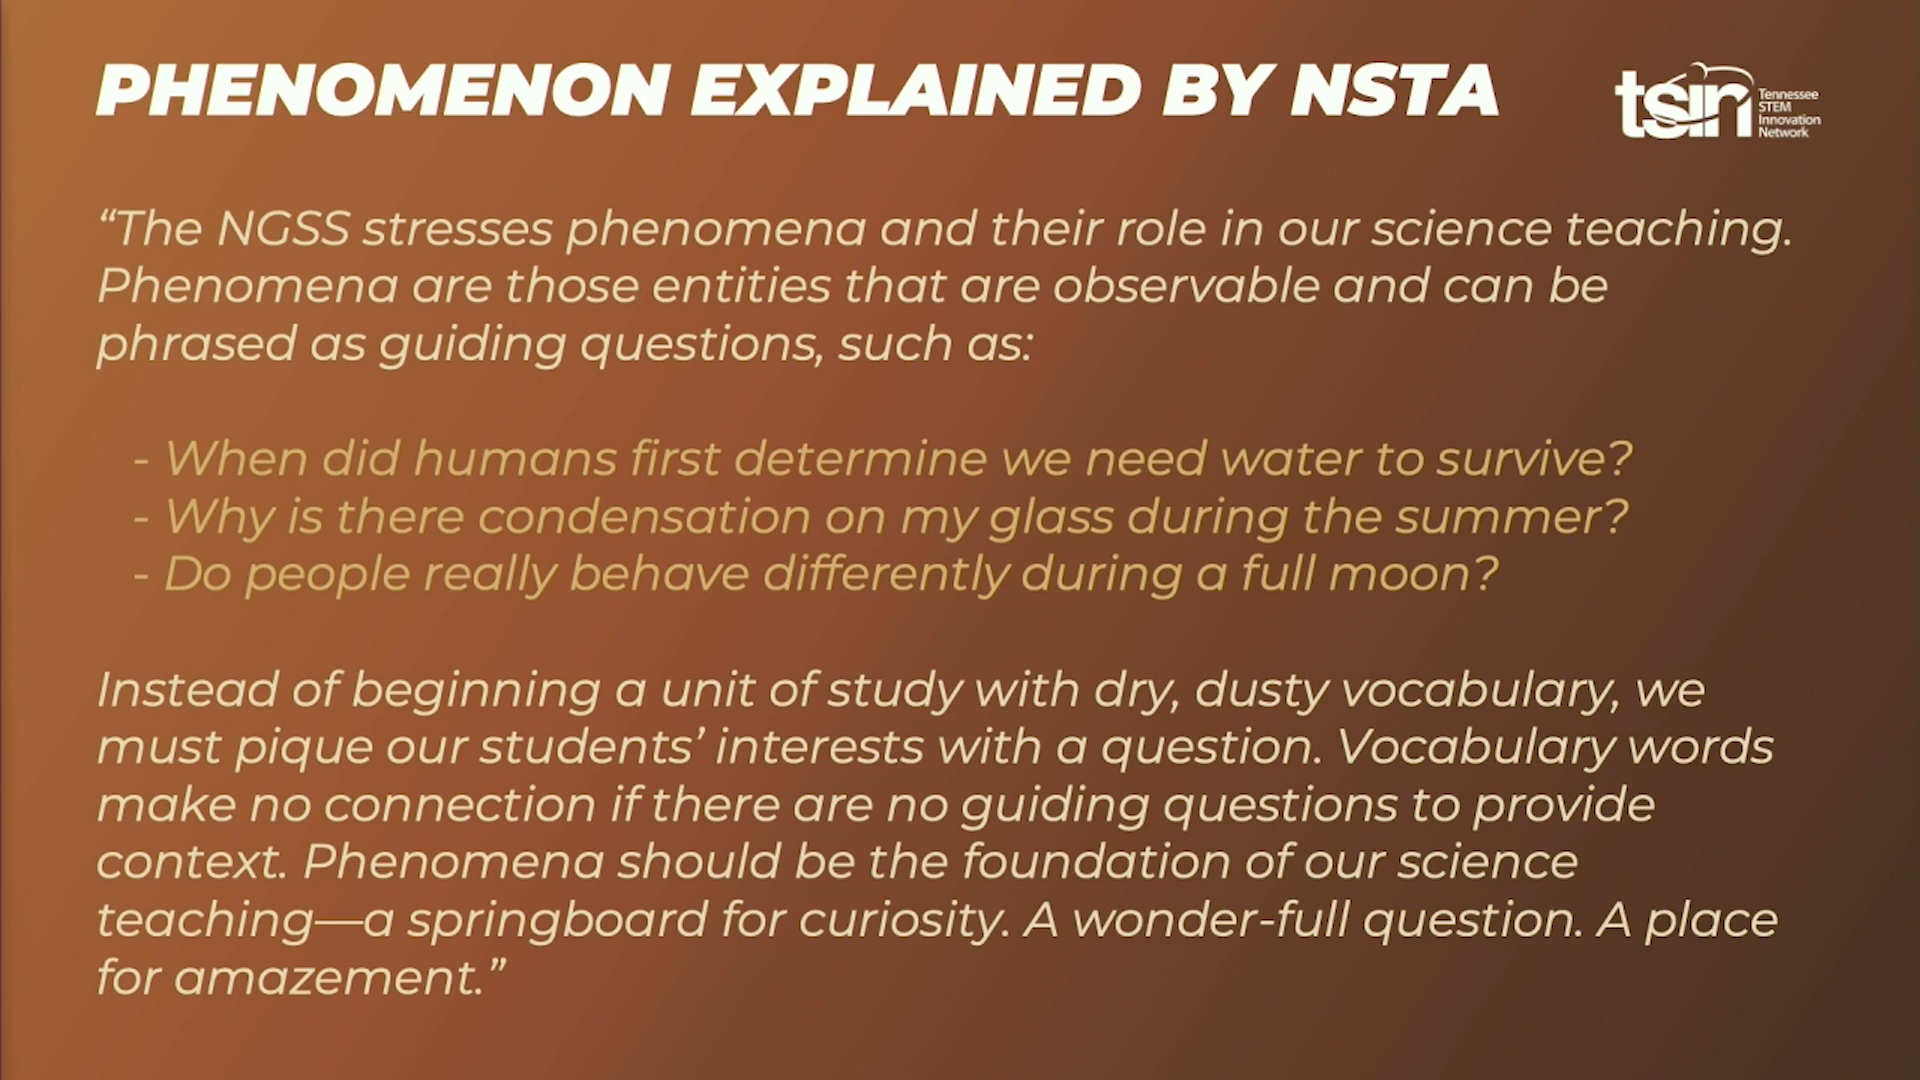 PHENOMENON EXPLAINED BY NSTA
tsin
Tennessee
STEM
Innovation
Network
“The NGSS stresses phenomena and their role in our science teaching.
Phenomena are those entities that are observable and can be
phrased as guiding questions, such as:
- When did humans first determine we need water to survive?
- Why is there condensation on my glass during the summer?
- Do people really behave differently during a full moon?
Instead of beginning a unit of study with dry, dusty vocabulary, we
must pique our students’ interests with a question. Vocabulary words
make no connection if there are no guiding questions to provide
context. Phenomena should be the foundation of our science
teaching—a springboard for curiosity. A wonder-full question. A place
for amazement.”